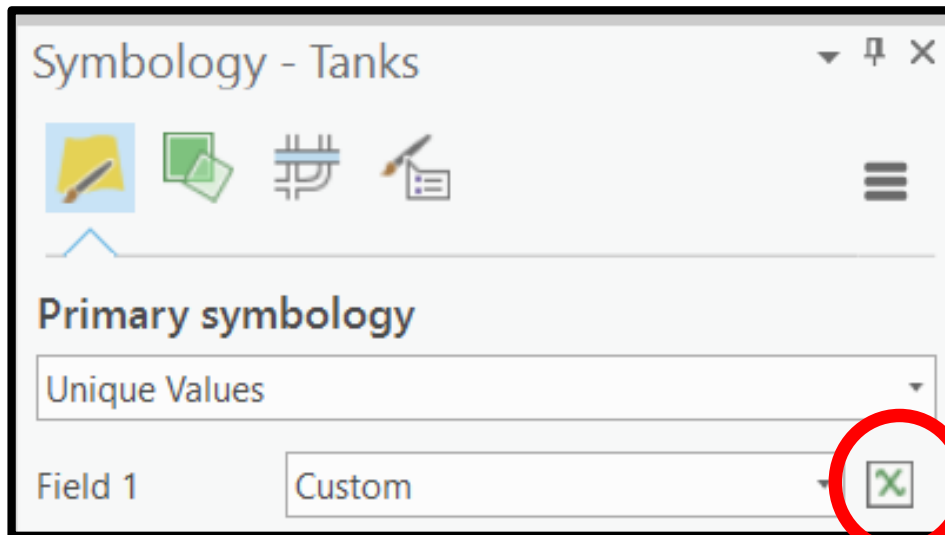 Symbology - Tanks
Primary symbology
Unique Values
Field 1 Custom